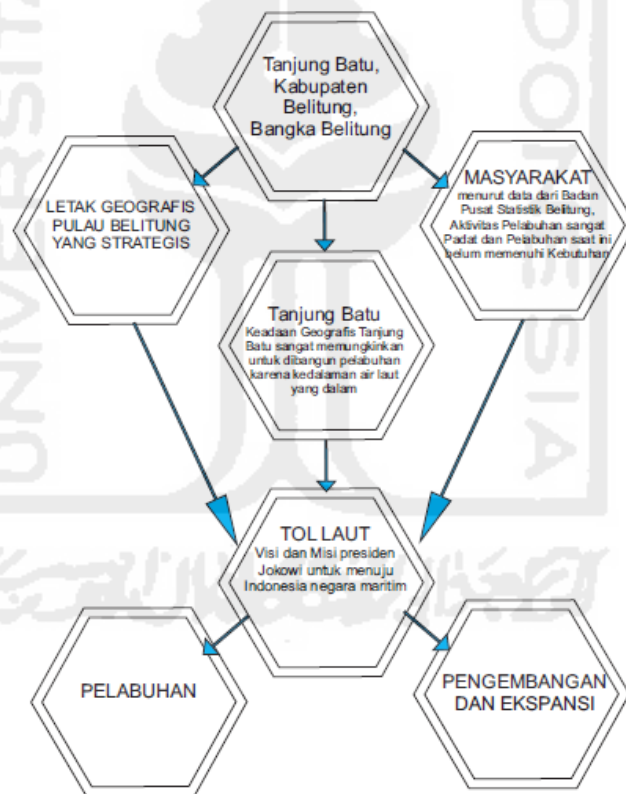 Tanjung Batu,
Kabupaten
Belitung,
Bangka Belitung
LETAK GEOGRAFIS
PULAU BELITUNG
YANG STRATEGIS
MASYARAKAT
menurut data dari Badan
Pusat Statistik Belitung,
Aktivitas Pelabuhan sangat
Padat dan Pelabuhan saat ini
belum memenuhi Kebutuhan
Tanjung Batu
Keadaan Geografis Tanjung
Batu sangat memungkinkan
untuk dibangun pelabuhan
karena kedalaman air laut
yang dalam
TOL LAUT
Visi dan Misi presiden
Jokowi untuk menuju
Indonesia negara maritim
PELABUHAN
PENGEMBANGAN
DAN EKSPANSI